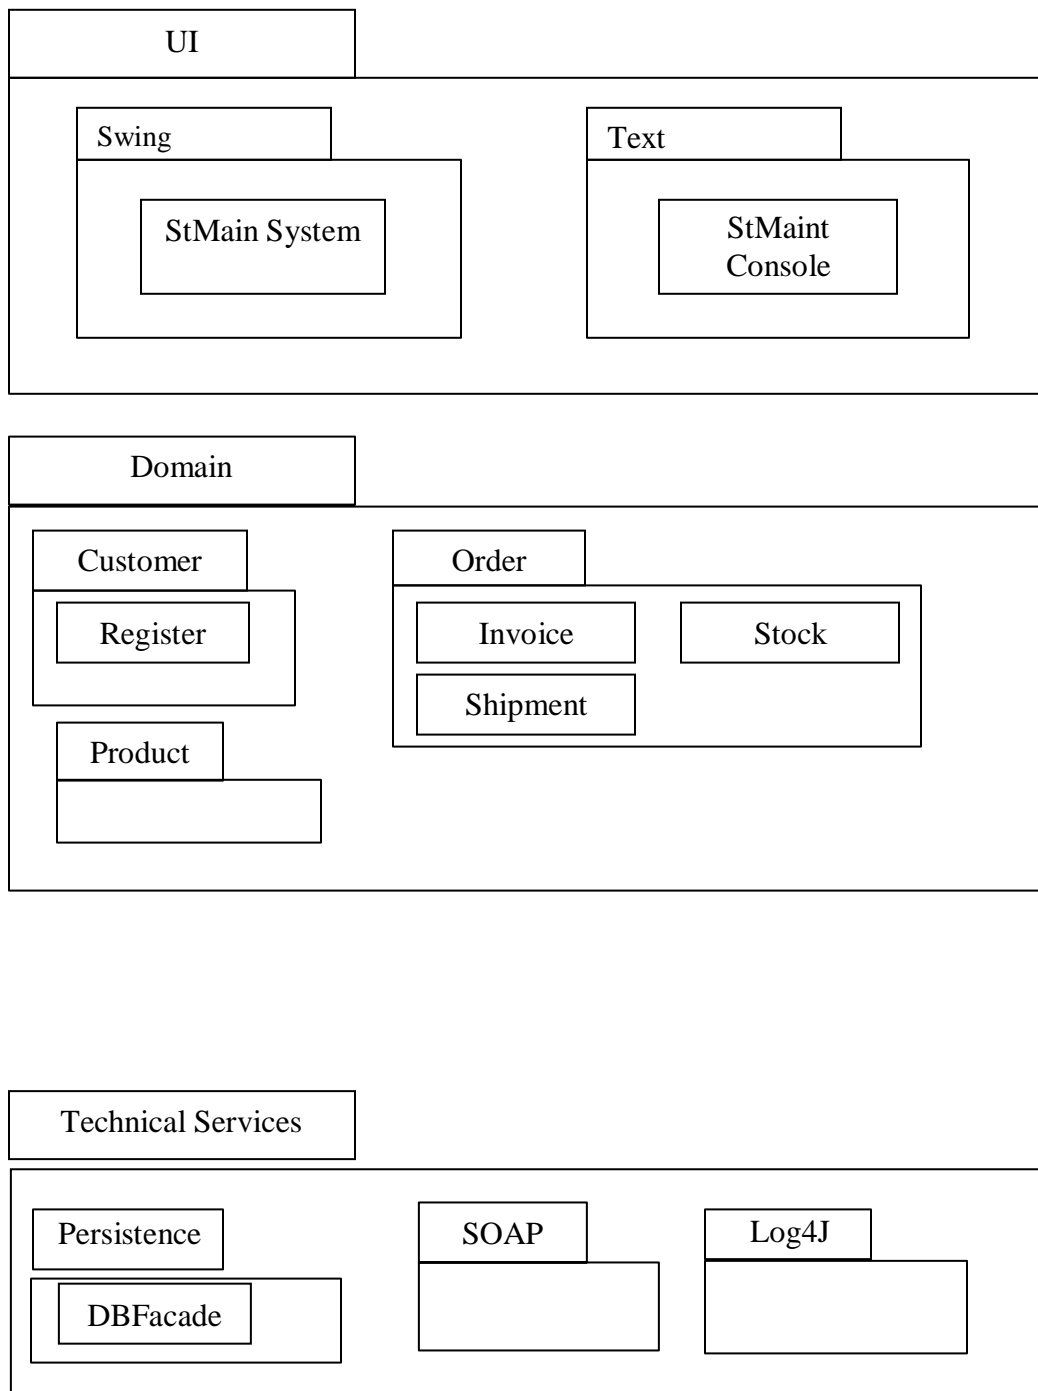 UI
Swing
Text
StMain System
StMaint
Console
Domain
Customer
Order
Register
Invoice
Stock
Shipment
Product
Technical Services
Persistence
SOAP
Log4J
DBFacade